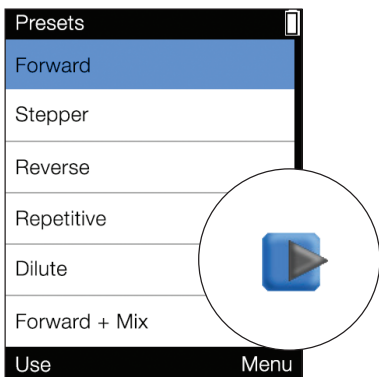 Presets
Forward
Stepper
Reverse
Repetitive
Dilute
Forward + Mix
Use Menu